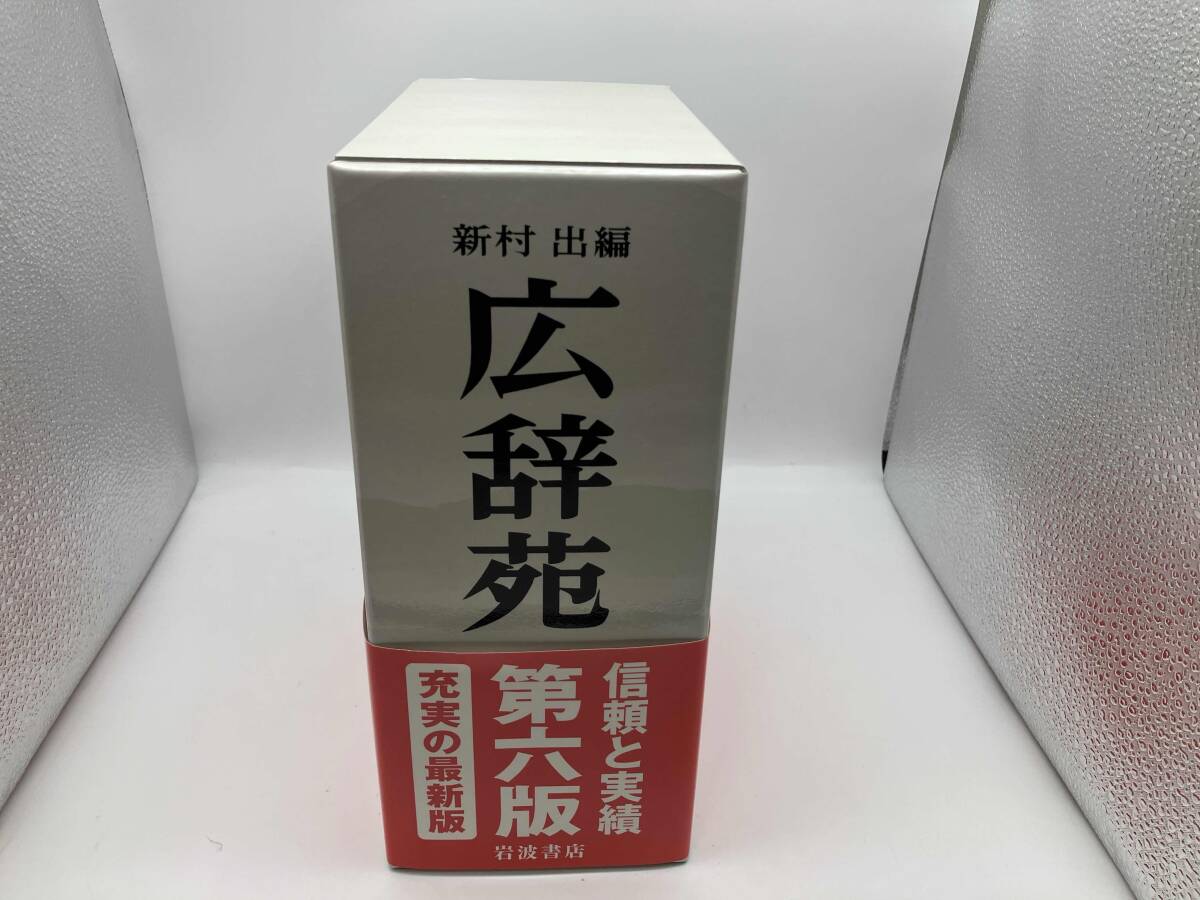 新村 出編
広辞苑
信頼と実績
第六版
充実の最新版
岩波書店